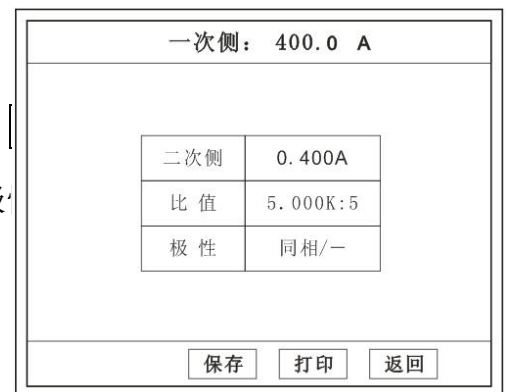 一次侧: 400.0 A
二次侧 0.400A
比 值 5.000K:5
极 性 同相/－
保存 打印 返回